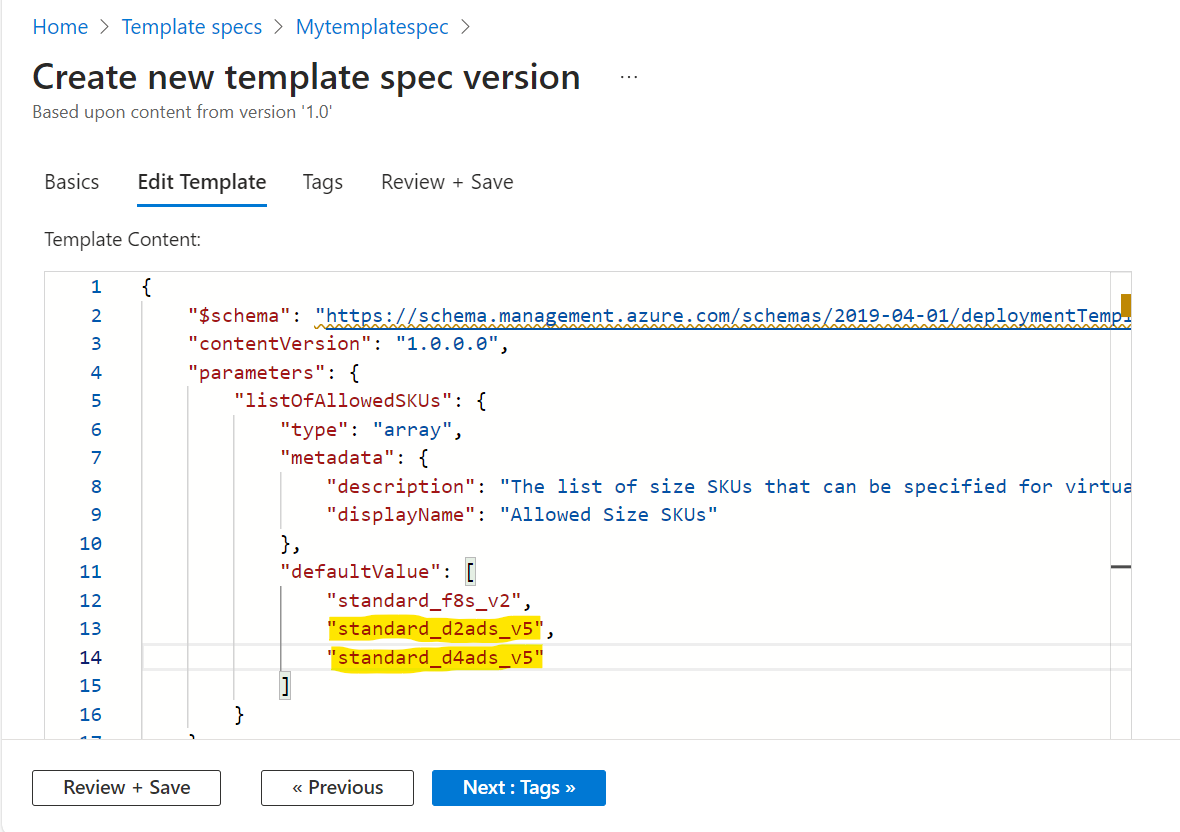 Home > Template specs > Mytemplatespec >
Create new template spec version ...
Based upon content from version '1.0'
Basics Edit Template Tags Review + Save
Template Content:
1 {
2 "$schema": "https://schema.management.azure.com/schemas/2019-04-01/deploymentTempl
3 "contentVersion": "1.0.0.0",
4 "parameters": {
5 "listOfAllowedSKUs": {
6 "type": "array",
7 "metadata": {
8 "description": "The list of size SKUs that can be specified for virtua
9 "displayName": "Allowed Size SKUs"
10 },
11 "defaultValue": [
12 "standard_f8s_v2",
13 "standard_d2ads_v5",
14 "standard_d4ads_v5"
15 ]
16 }
Review + Save « Previous Next : Tags »